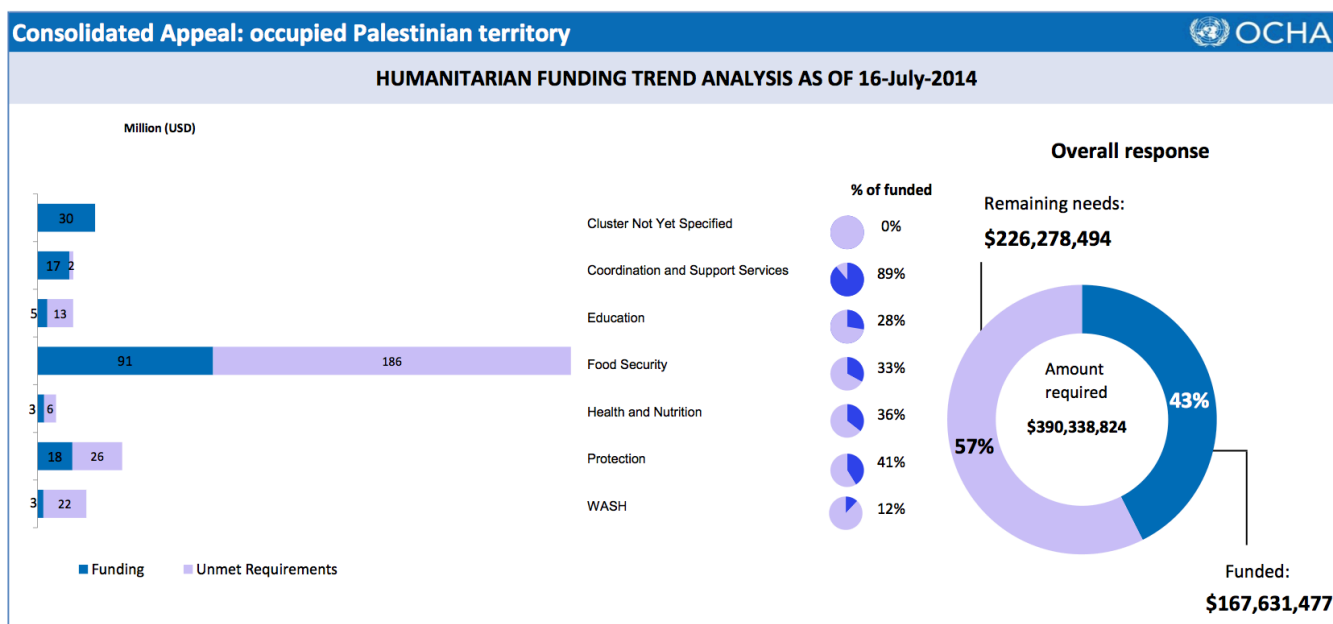 Consolidated Appeal: occupied Palestinian territory
OCHA
HUMANITARIAN FUNDING TREND ANALYSIS AS OF 16-July-2014
Million (USD)
Overall response
% of funded
Remaining needs:
$226,278,494
30 Cluster Not Yet Specified 0%
17 2 Coordination and Support Services 89%
5 13 Education 28%
91 186 Food Security 33%
3 6 Health and Nutrition 36%
18 26 Protection 41%
3 22 WASH 12%
Amount
required
$390,338,824
43%
57%
Funding Unmet Requirements
Funded:
$167,631,477